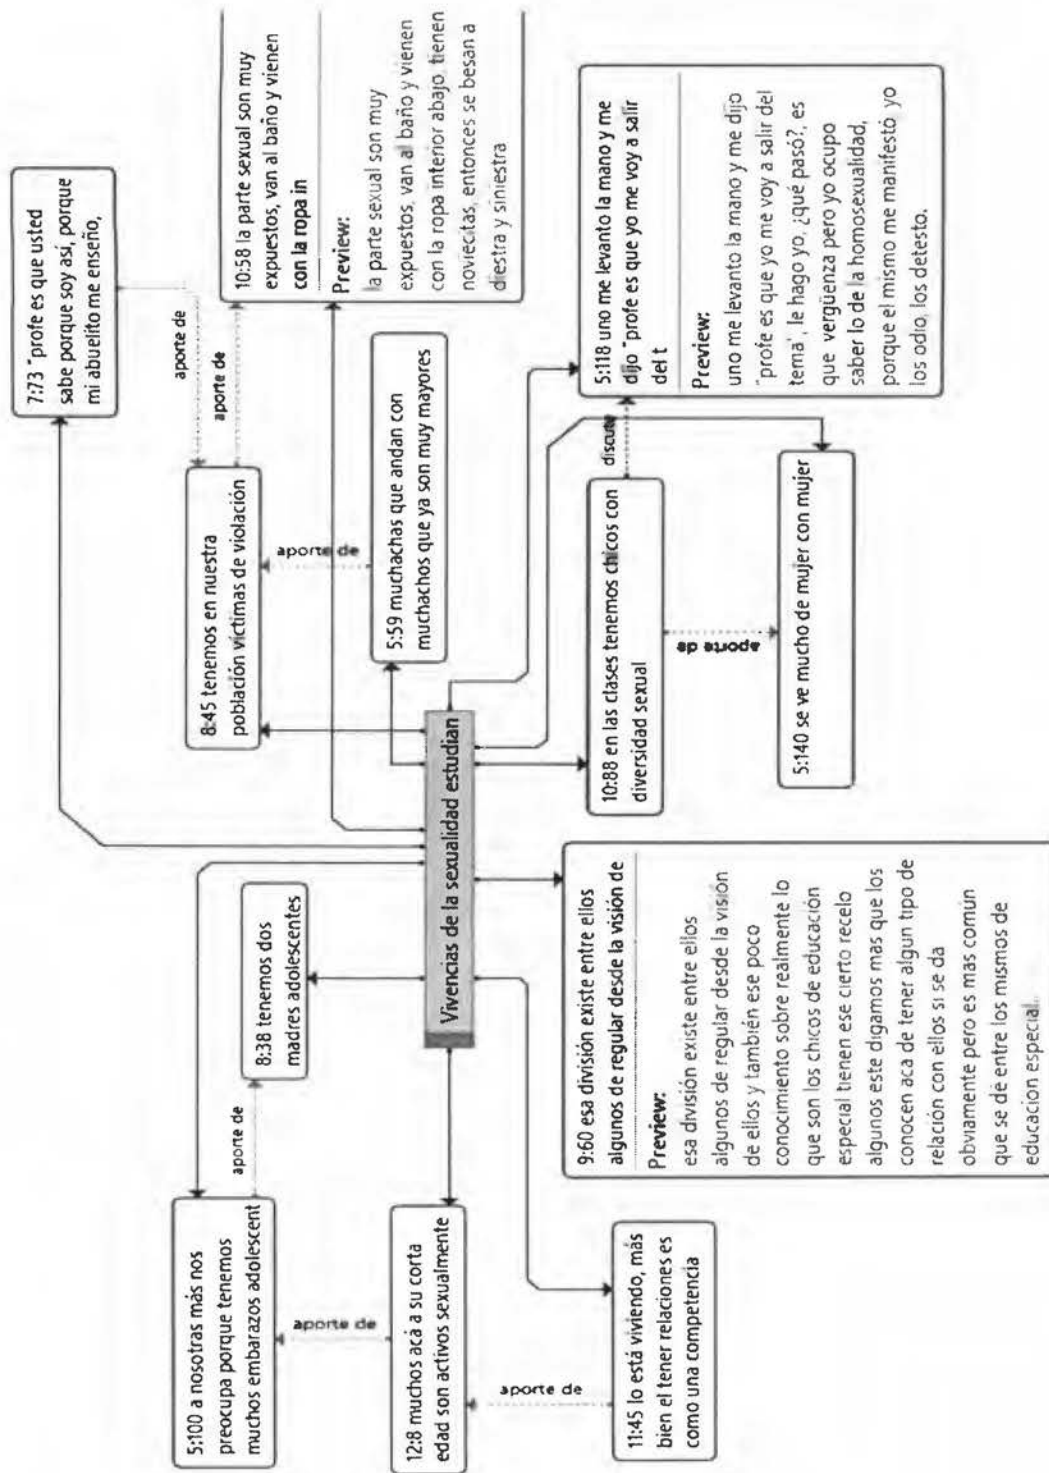 5:100 a nosotras más nos
preocupa porque tenemos
muchos embarazos adolescent
aporte de
8:38 tenemos dos
madres adolescentes
7:73 "profe es que usted
sabe porque soy así, porque
mi abuelito me enseño,
aporte de
aporte de
8:45 tenemos en nuestra
población víctimas de violación
10:58 la parte sexual son muy
expuestos, van al baño y vienen
con la ropa in
Preview:
la parte sexual son muy
expuestos, van al baño y vienen
con la ropa interior abajo, tienen
noviecitas, entonces se besan a
diestra y siniestra
aporte de
5:59 muchachas que andan con
muchachos que ya son muy mayores
aporte de
12:8 muchos acá a su corta
edad son activos sexualmente
Vivencias de la sexualidad estudian
aporte de
11:45 lo está viviendo, más
bien el tener relaciones es
como una competencia
9:60 esa división existe entre ellos
algunos de regular desde la visión de
Preview:
esa división existe entre ellos
algunos de regular desde la visión
de ellos y también ese poco
conocimiento sobre realmente lo
que son los chicos de educación
especial tienen ese cierto recelo
algunos este digamos mas que los
conocen aca de tener algun tipo de
relación con ellos si se da
obviamente pero es mas común
que se dé entre los mismos de
educacion especial.
10:88 en las clases tenemos chicos con
diversidad sexual
discute
aporte de
5:140 se ve mucho de mujer con mujer
5:118 uno me levanto la mano y me
dijo "profe es que yo me voy a salir
del t
Preview:
uno me levanto la mano y me dijo
"profe es que yo me voy a salir del
tema', le hago yo, ¿qué pasó?, es
que vergüenza pero yo ocupo
saber lo de la homosexualidad,
porque el mismo me manifestó yo
los odio, los detesto.